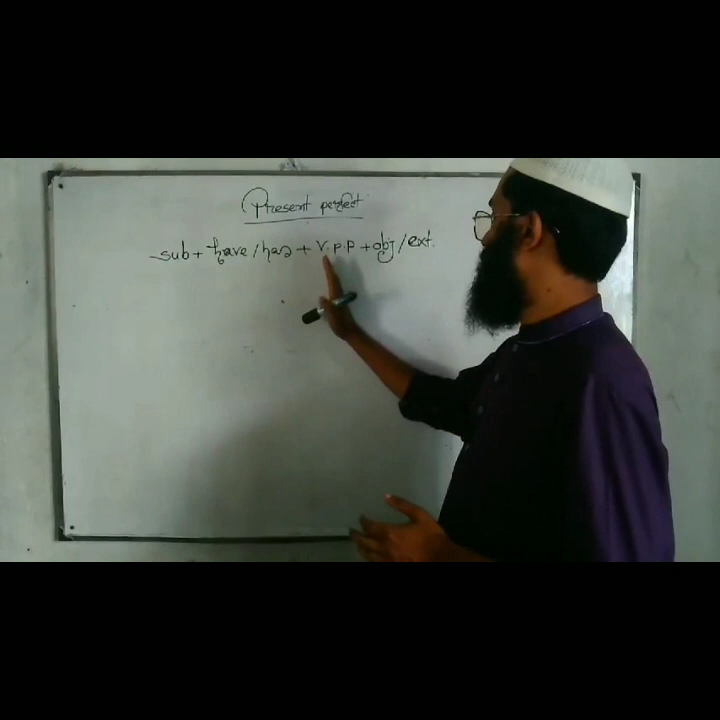 Present perfect
sub + have / has + v.p.p + obj / ext.